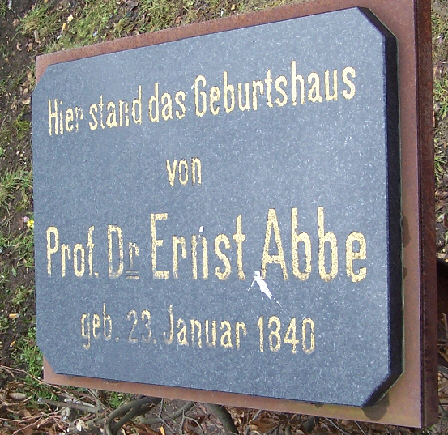 Hier stand das Geburtshaus
von
Prof. Dr. Ernst Abbe
geb. 23. Januar 1840